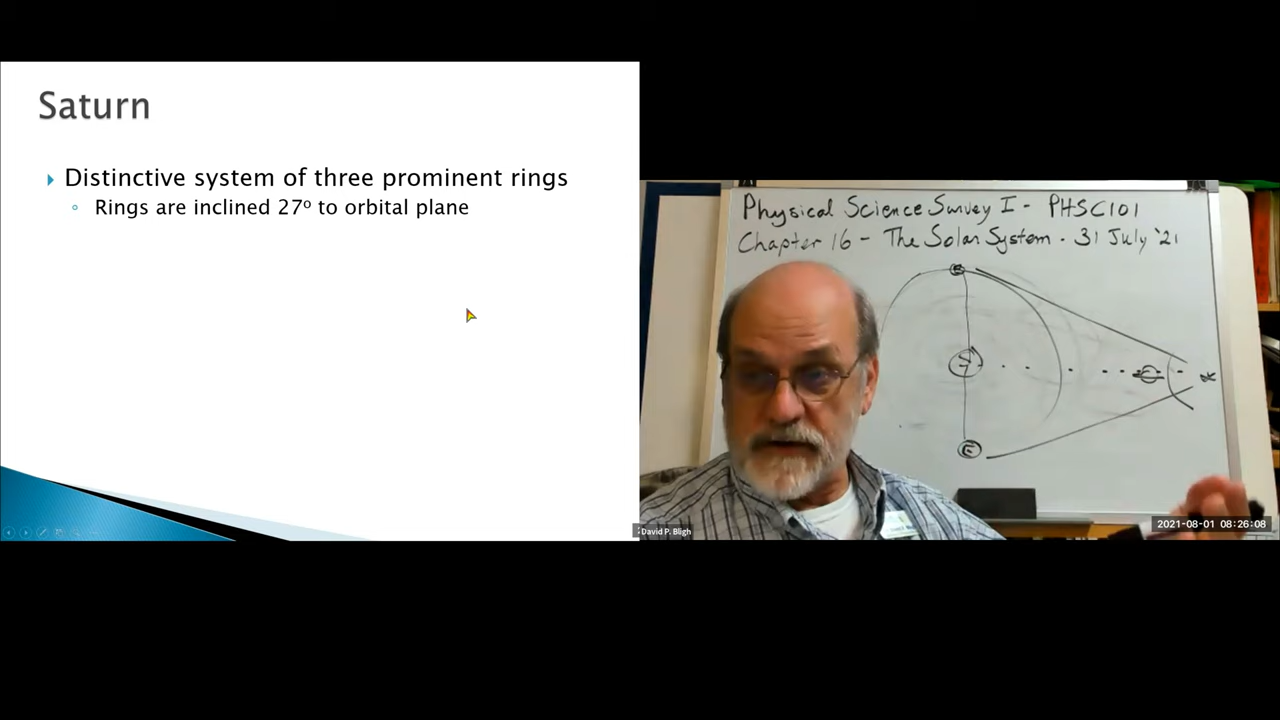 Saturn
Distinctive system of three prominent rings
Rings are inclined 27º to orbital plane
Physical Science Survey I - PHSC101
Chapter 16 - The Solar System - 31 July '21
E
E
David P. Bligh
2021-08-01 08:26:08